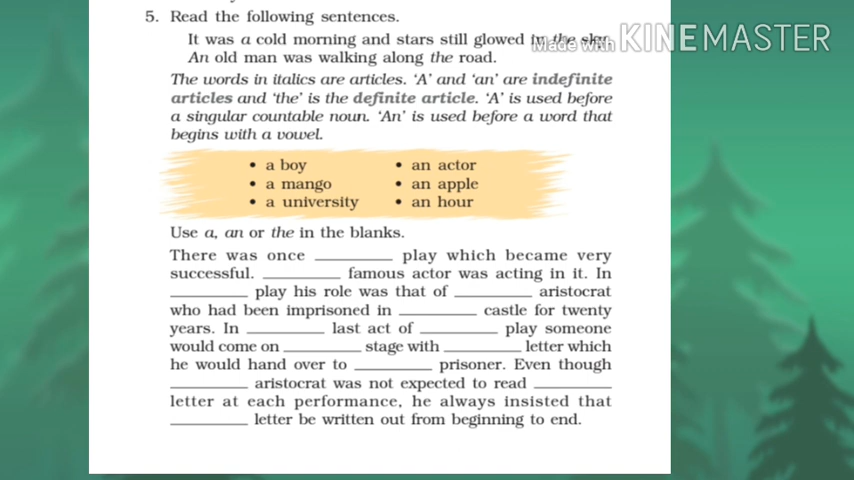 5. Read the following sentences.
It was a cold morning and stars still glowed in the sky.
Made with KINEMASTER
An old man was walking along the road.
The words in italics are articles. ‘A’ and ‘an’ are indefinite
articles and ‘the’ is the definite article. ‘A’ is used before
a singular countable noun. ‘An’ is used before a word that
begins with a vowel.
• a boy • an actor
• a mango • an apple
• a university • an hour
Use a, an or the in the blanks.
There was once ________ play which became very
successful. ________ famous actor was acting in it. In
________ play his role was that of ________ aristocrat
who had been imprisoned in ________ castle for twenty
years. In ________ last act of ________ play someone
would come on ________ stage with ________ letter which
he would hand over to ________ prisoner. Even though
________ aristocrat was not expected to read ________
letter at each performance, he always insisted that
________ letter be written out from beginning to end.